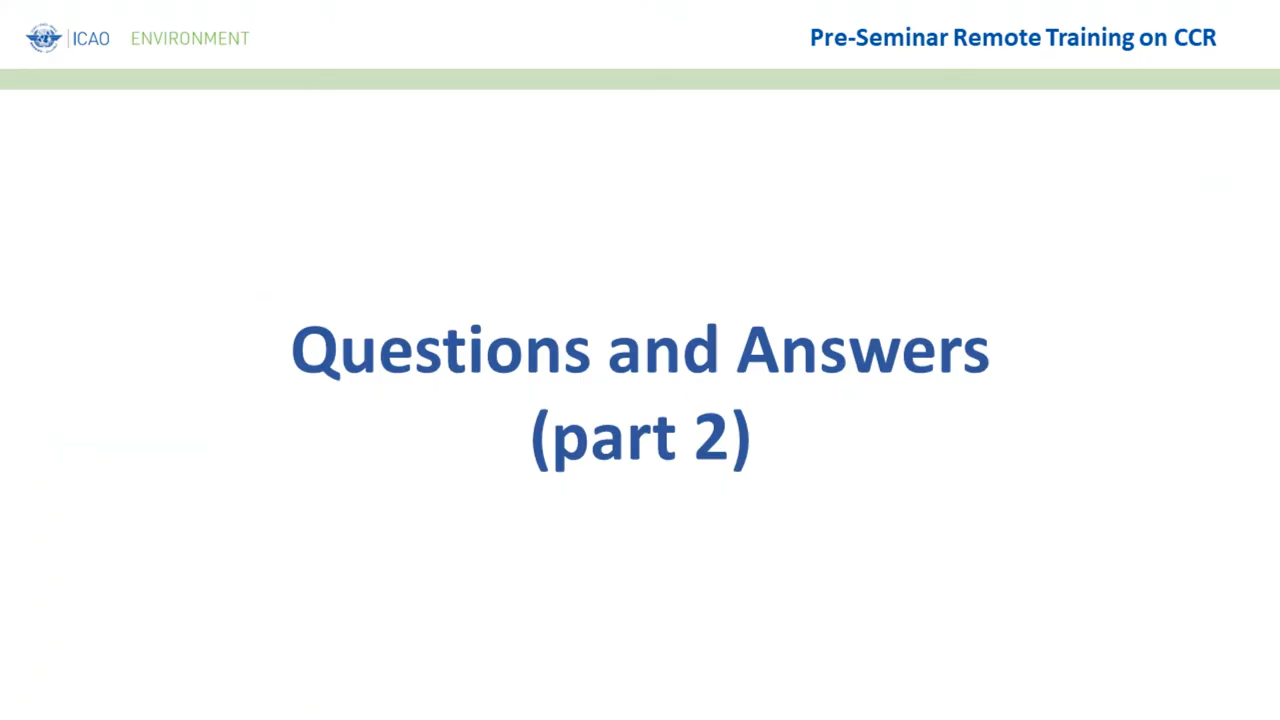 ICAO ENVIRONMENT
Pre-Seminar Remote Training on CCR
Questions and Answers
(part 2)